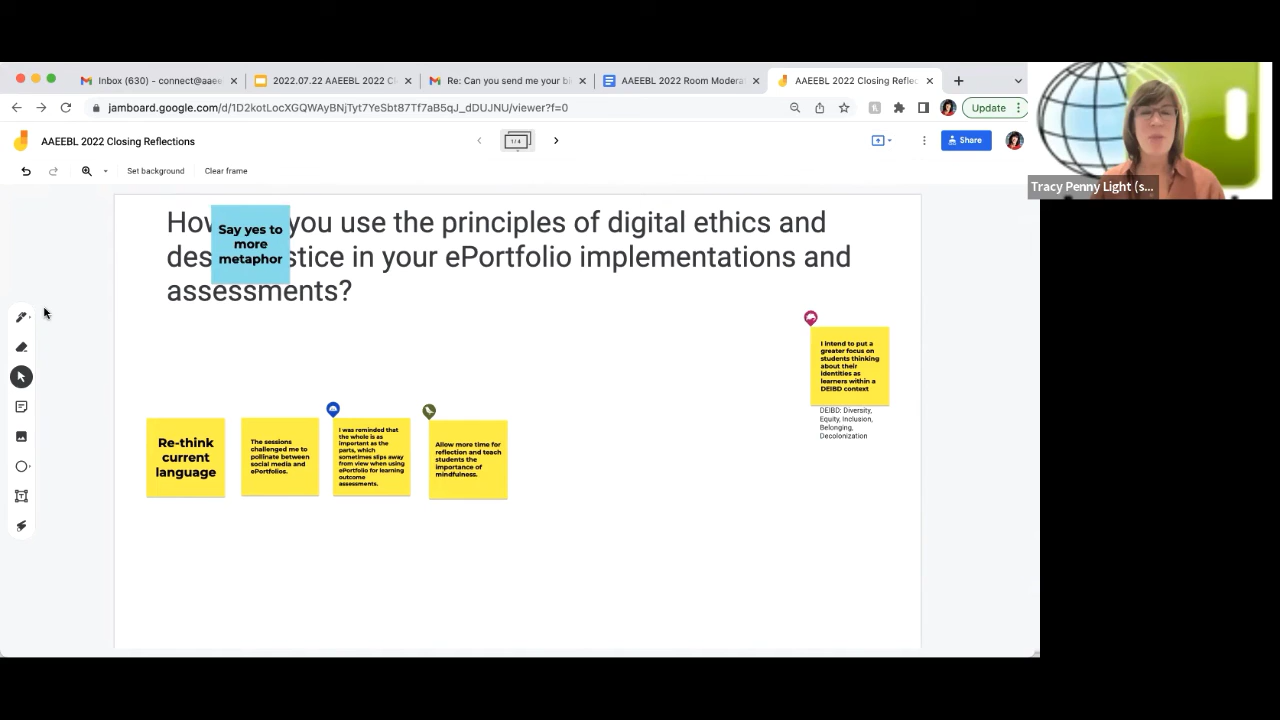 Inbox (630) - connect@aaee
2022.07.22 AAEEBL 2022 Cl
Re: Can you send me your bi
AAEEBL 2022 Room Modera
AAEEBL 2022 Closing Reflec
jamboard.google.com/d/1D2kotLocXGQWAyBNjTyt7YeSbt87Tf7aB5qJ_dDUJNU/viewer?f=0
Update
AAEEBL 2022 Closing Reflections
1/4
Share
Set background
Clear frame
Tracy Penny Light (s...
you use the principles of digital ethics and
in your ePortfolio implementations and
assessments?
Say yes to
more
metaphor
I intend to put a
greater focus on
students thinking
about their
identities as
learners within a
DEIBD context
DEIBD: Diversity,
Equity, Inclusion,
Belonging,
Decolonization
Re-think
current
language
The sessions
challenged me to
pollinate between
social media and
ePortfolios.
I was reminded that
the whole is as
important as the
parts, which
sometimes slips away
from view when using
ePortfolio for learning
outcome
assessments.
Allow more time for
reflection and teach
students the
importance of
mindfulness.